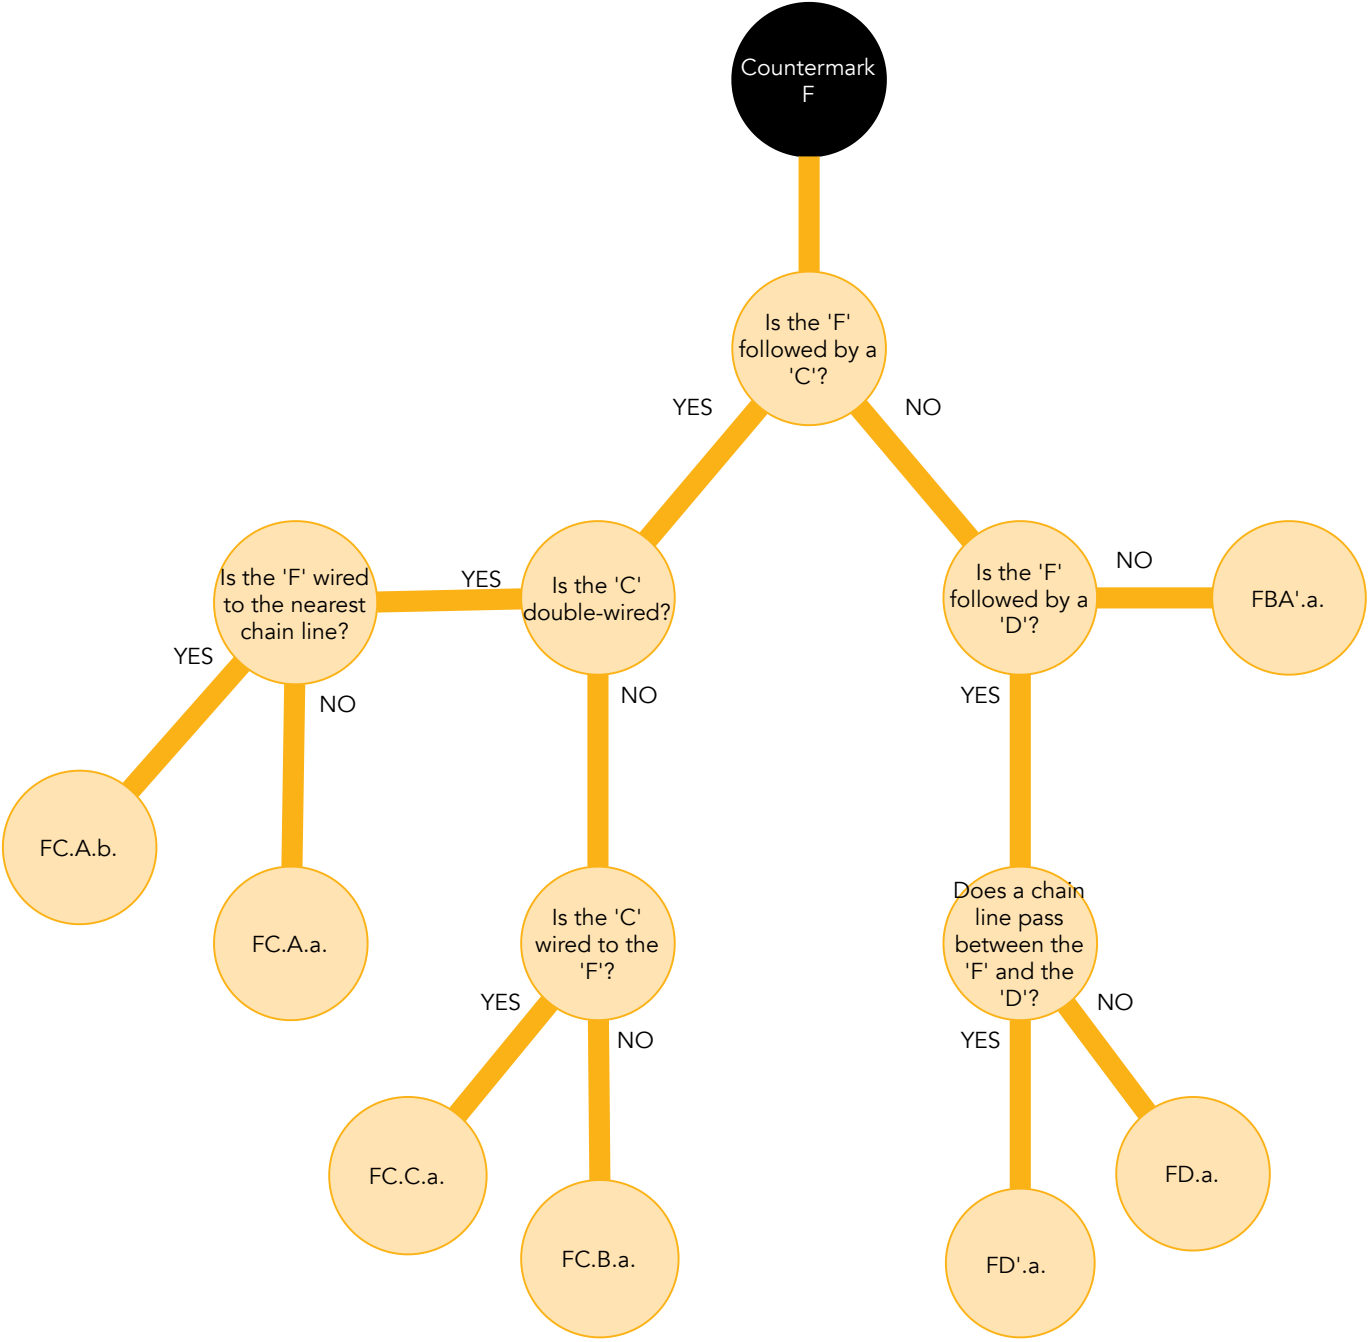 Countermark
F
Is the 'F'
followed by a
'C'?
YES
NO
Is the 'F' wired
to the nearest
chain line?
YES
Is the 'C'
double-wired?
Is the 'F'
followed by a
'D'?
NO
FBA'.a.
YES
NO
NO
YES
FC.A.b.
FC.A.a.
Is the 'C'
wired to the
'F'?
Does a chain
line pass
between the
'F' and the
'D'?
YES
NO
YES
NO
FC.C.a.
FC.B.a.
FD'.a.
FD.a.